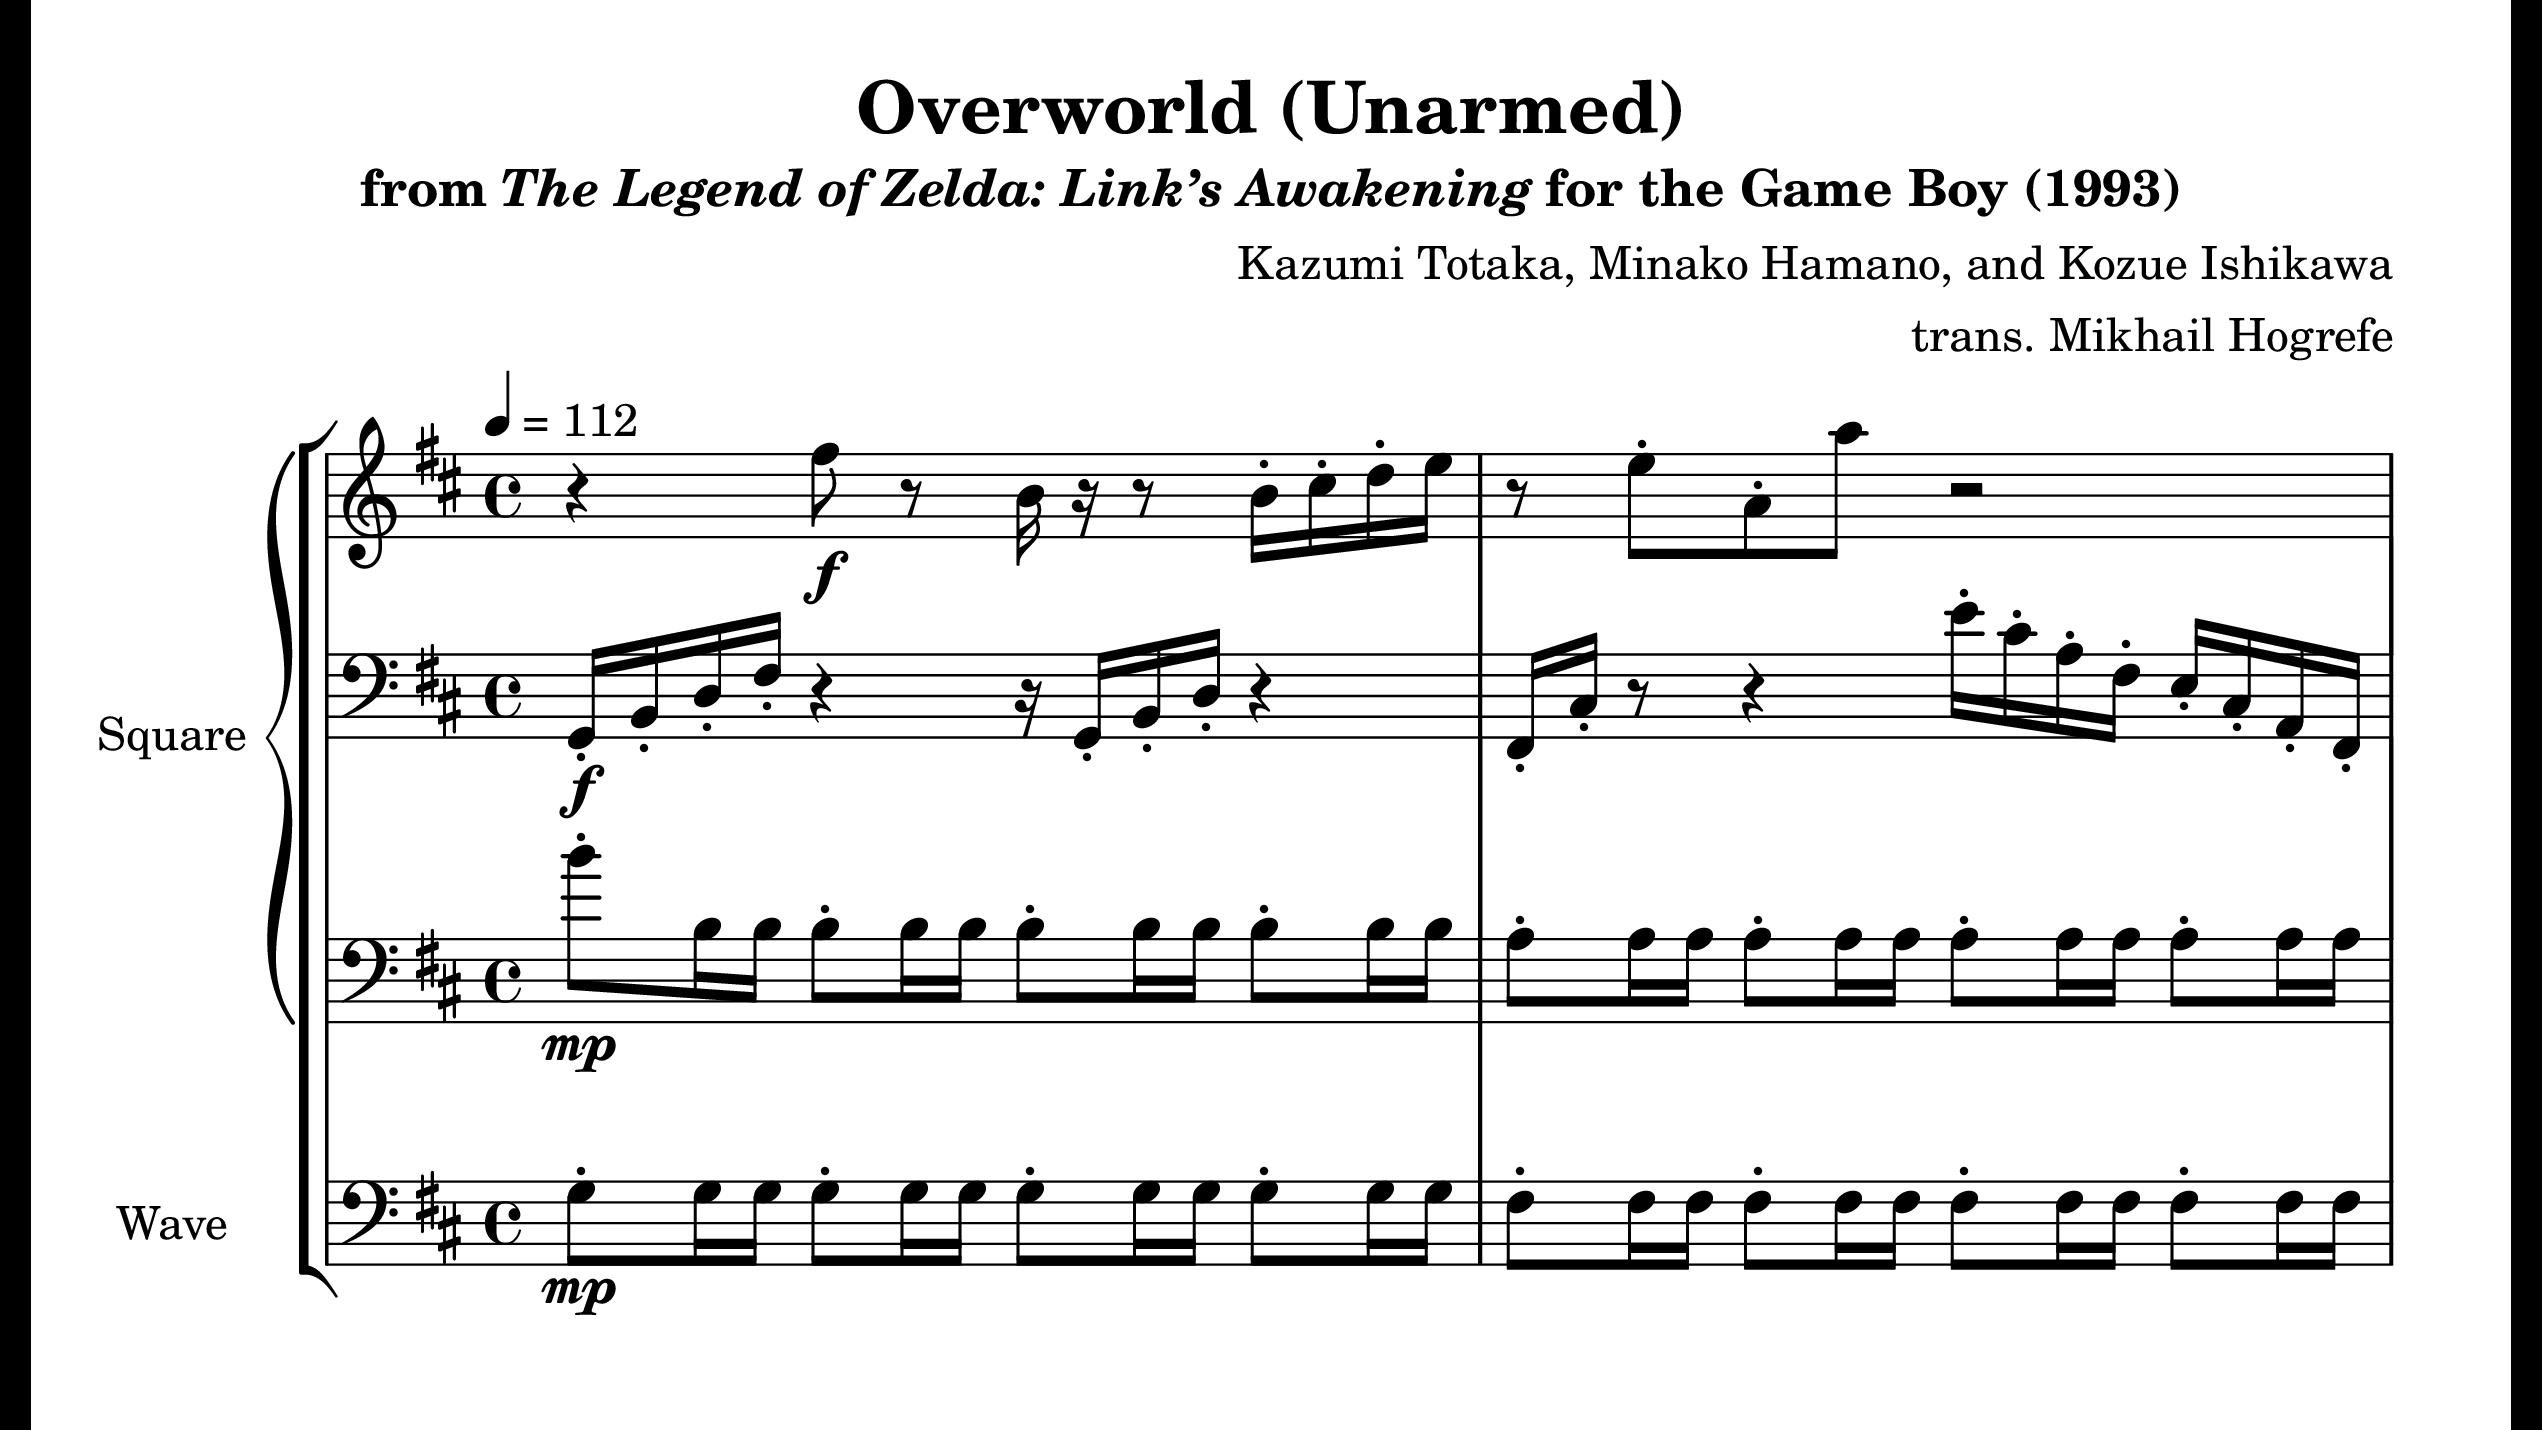 Overworld (Unarmed)
from The Legend of Zelda: Link’s Awakening for the Game Boy (1993)
Kazumi Totaka, Minako Hamano, and Kozue Ishikawa
trans. Mikhail Hogrefe
= 112
f
Square
f
mp
Wave
mp